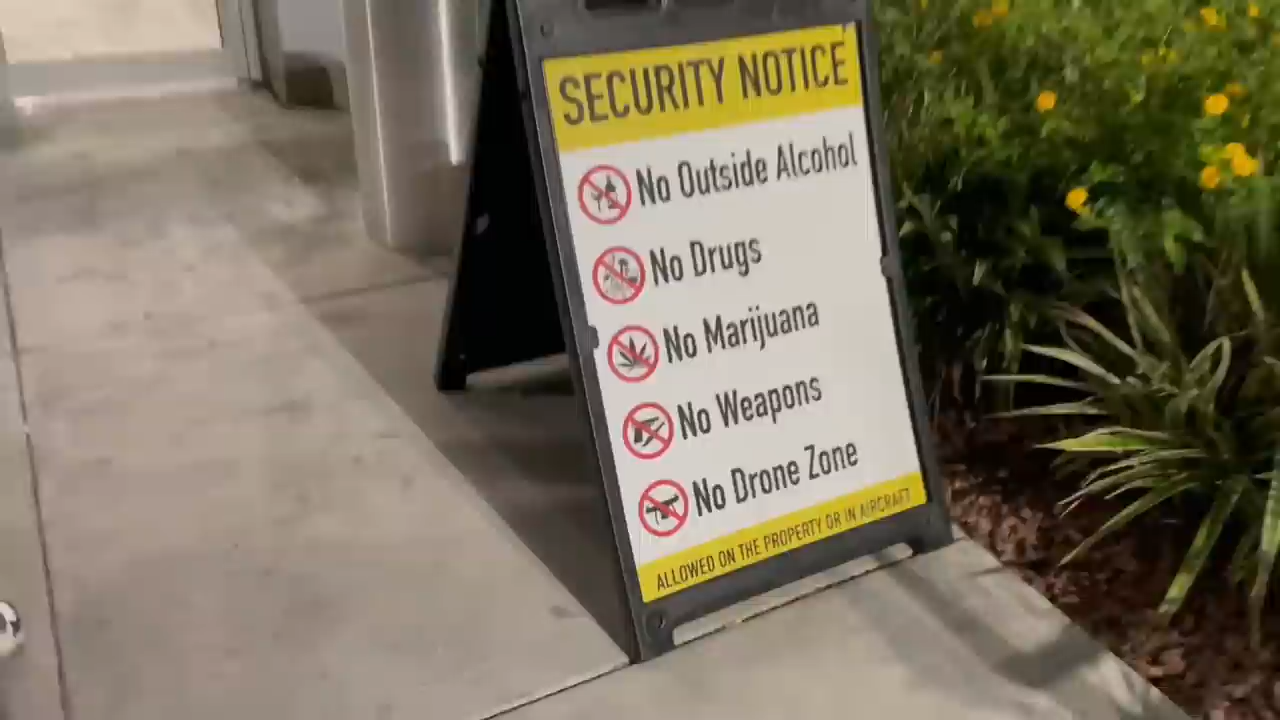 SECURITY NOTICE
No Outside Alcohol
No Drugs
No Marijuana
No Weapons
No Drone Zone
ALLOWED ON THE PROPERTY OR IN AIRCRAFT